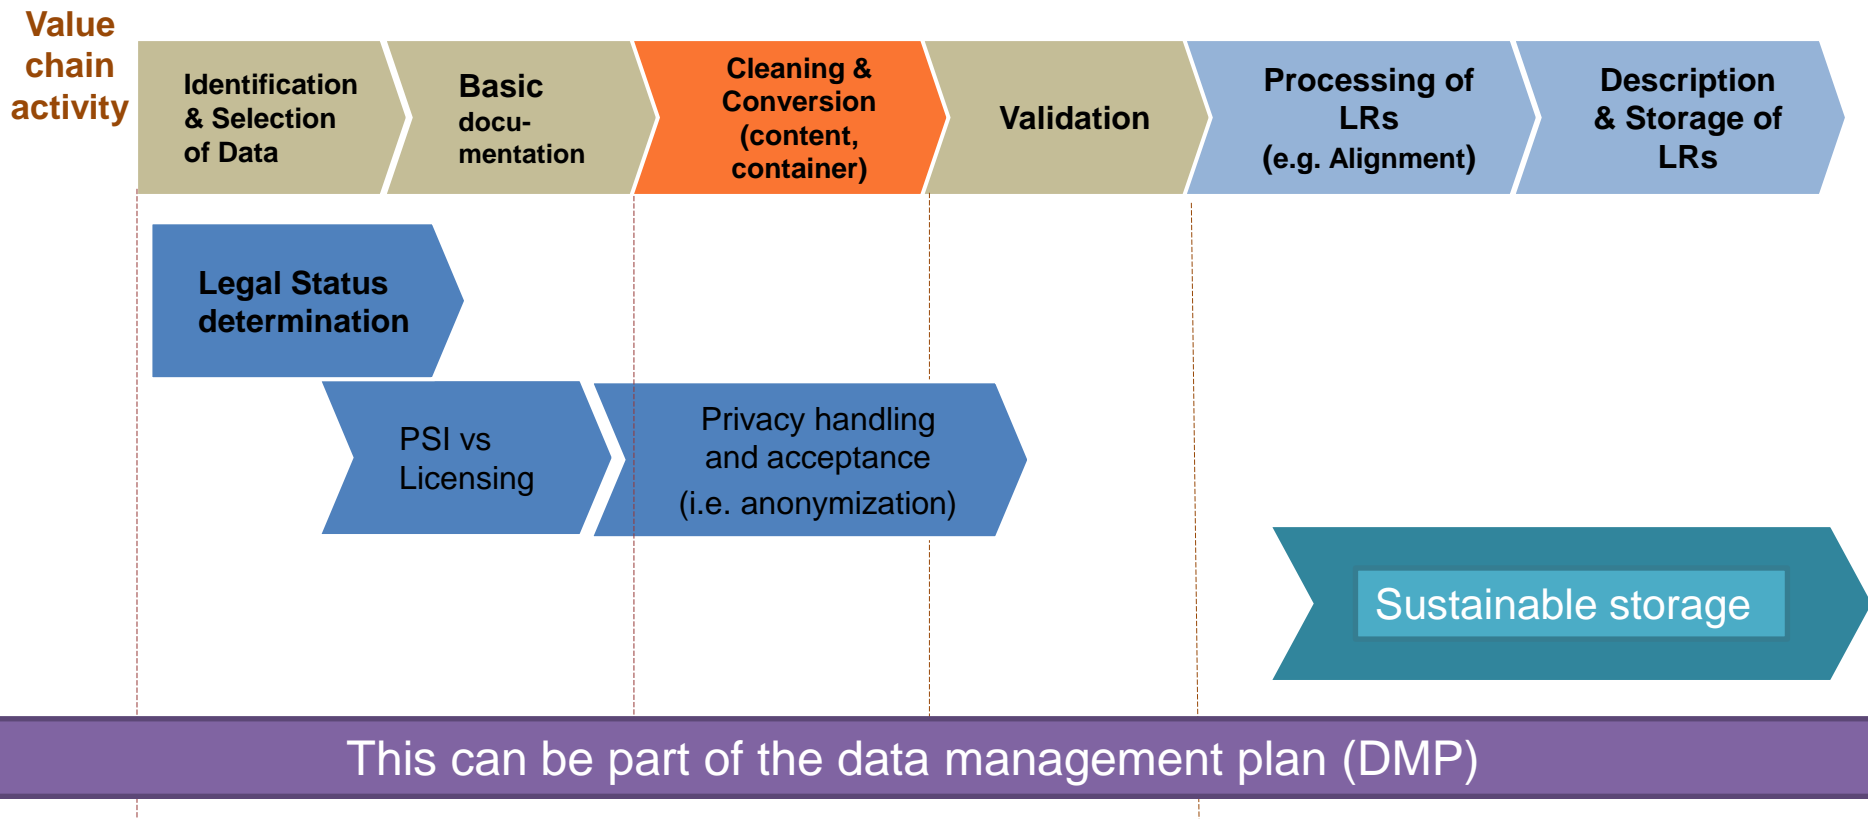 Value
chain
activity
Identification
& Selection
of Data
Basic
docu-
mentation
Cleaning &
Conversion
(content,
container)
Validation
Processing of
LRs
(e.g. Alignment)
Description
& Storage of
LRs
Legal Status
determination
PSI vs
Licensing
Privacy handling
and acceptance
(i.e. anonymization)
Sustainable storage
This can be part of the data management plan (DMP)